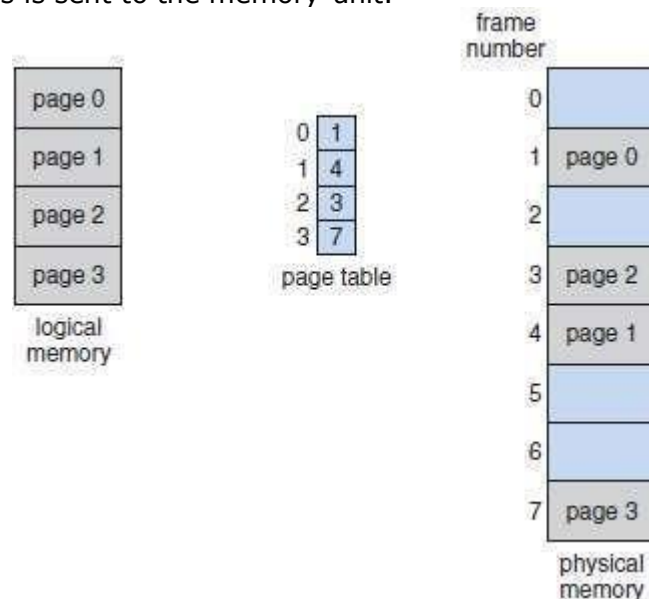 s is sent to the memory unit.
frame
number
page 0
page 1
page 2
page 3
logical
memory
0 1
1 4
2 3
3 7
page table
0
1 page 0
2
3 page 2
4 page 1
5
6
7 page 3
physical
memory